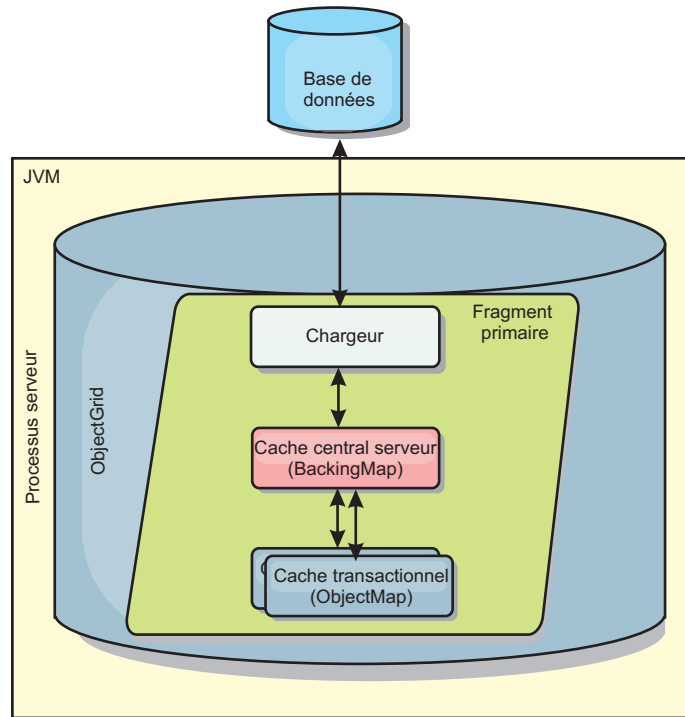 Base de
données
JVM
Fragment
primaire
Chargeur
Processus serveur
ObjectGrid
Cache central serveur
(BackingMap)
Cache transactionnel
(ObjectMap)